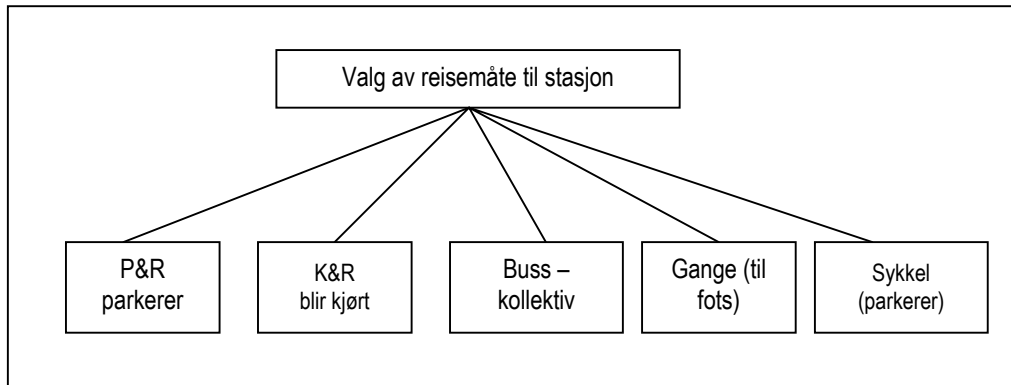 Valg av reisemåte til stasjon
P&R
parkerer
K&R
blir kjørt
Buss –
kollektiv
Gange (til
fots)
Sykkel
(parkerer)